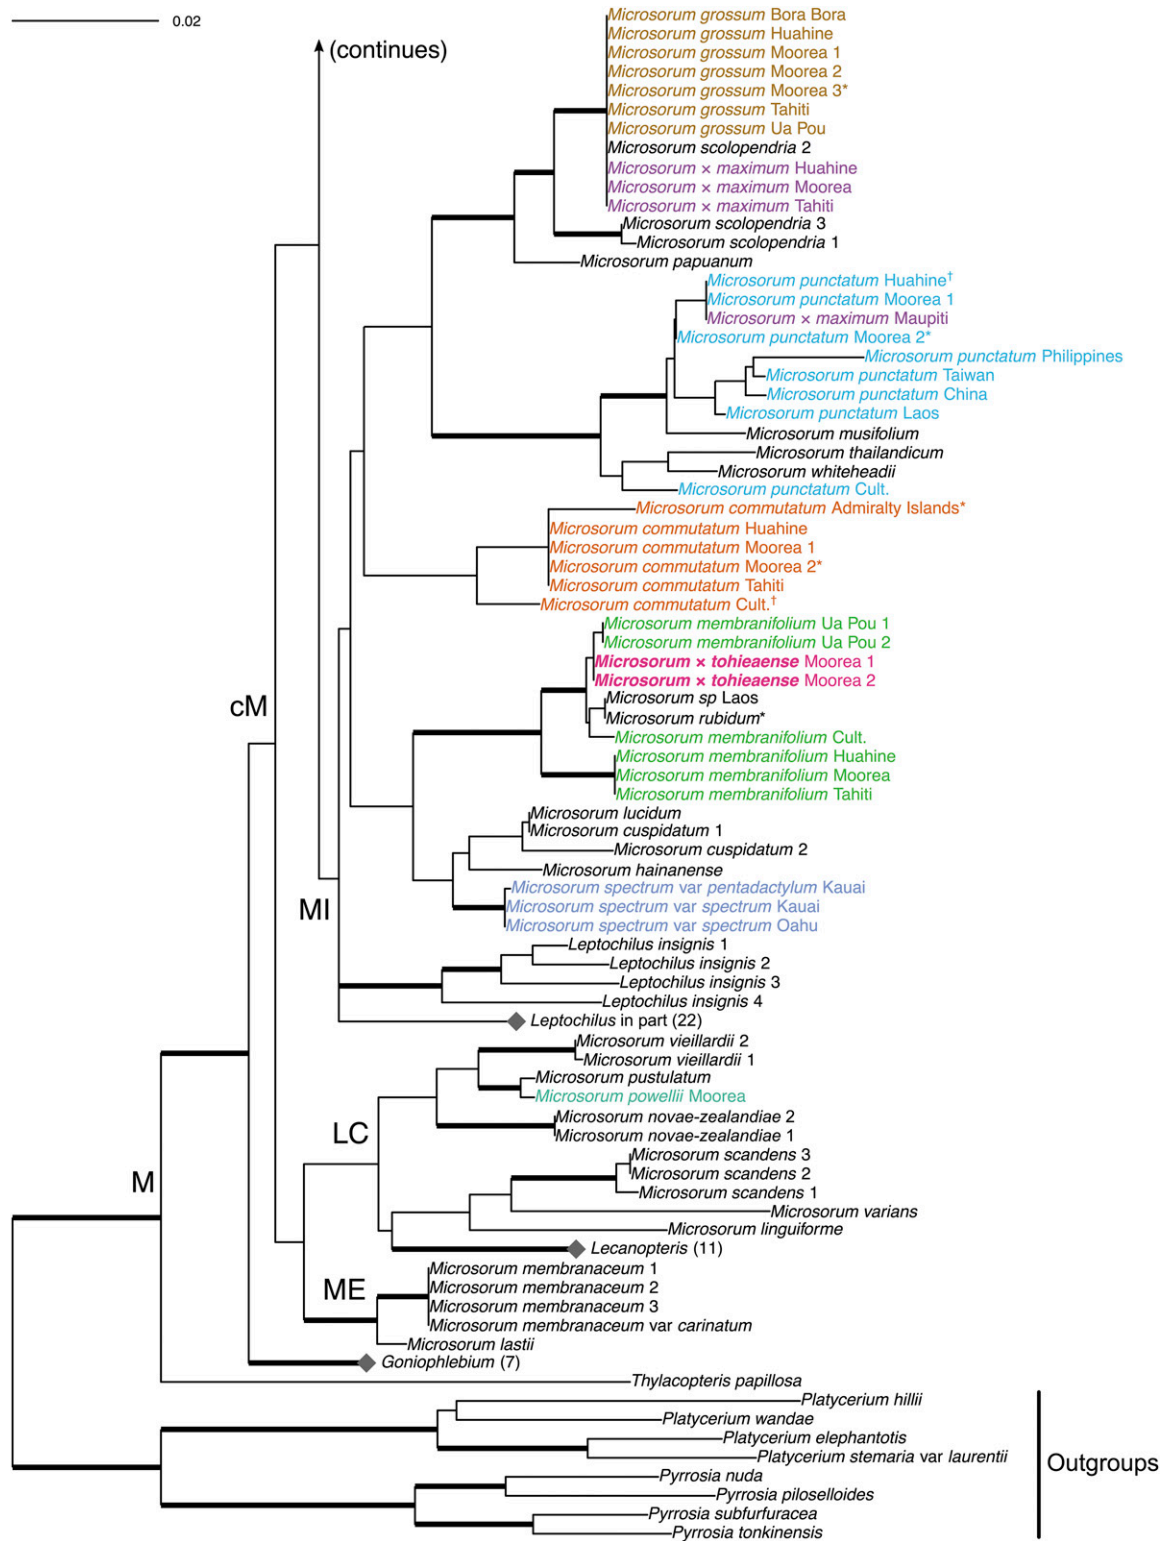 0.02
(continues)
Microsorum grossum Bora Bora
Microsorum grossum Huahine
Microsorum grossum Moorea 1
Microsorum grossum Moorea 2
Microsorum grossum Moorea 3*
Microsorum grossum Tahiti
Microsorum grossum Ua Pou
Microsorum scolopendria 2
Microsorum × maximum Huahine
Microsorum × maximum Moorea
Microsorum × maximum Tahiti
Microsorum scolopendria 3
Microsorum scolopendria 1
Microsorum papuanum
Microsorum punctatum Huahine†
Microsorum punctatum Moorea 1
Microsorum × maximum Maupiti
Microsorum punctatum Moorea 2*
Microsorum punctatum Philippines
Microsorum punctatum Taiwan
Microsorum punctatum China
Microsorum punctatum Laos
Microsorum musifolium
Microsorum thailandicum
Microsorum whiteheadii
Microsorum punctatum Cult.
Microsorum commutatum Admiralty Islands*
Microsorum commutatum Huahine
Microsorum commutatum Moorea 1
Microsorum commutatum Moorea 2*
Microsorum commutatum Tahiti
Microsorum commutatum Cult.†
Microsorum membranifolium Ua Pou 1
Microsorum membranifolium Ua Pou 2
Microsorum × tohieaense Moorea 1
Microsorum × tohieaense Moorea 2
Microsorum sp Laos
cM
Microsorum rubidum*
Microsorum membranifolium Cult.
Microsorum membranifolium Huahine
Microsorum membranifolium Moorea
Microsorum membranifolium Tahiti
Microsorum lucidum
Microsorum cuspidatum 1
Microsorum cuspidatum 2
Microsorum hainanense
Microsorum spectrum var pentadactylum Kauai
MI
Microsorum spectrum var spectrum Kauai
Microsorum spectrum var spectrum Oahu
Leptochilus insignis 1
Leptochilus insignis 2
Leptochilus insignis 3
Leptochilus insignis 4
Leptochilus in part (22)
Microsorum vieillardii 2
Microsorum vieillardii 1
Microsorum pustulatum
Microsorum powellii Moorea
Microsorum novae-zealandiae 2
LC
Microsorum novae-zealandiae 1
Microsorum scandens 3
Microsorum scandens 2
M
Microsorum scandens 1
Microsorum varians
Microsorum linguiforme
Lecanopteris (11)
Microsorum membranaceum 1
ME
Microsorum membranaceum 2
Microsorum membranaceum 3
Microsorum membranaceum var carinatum
Microsorum lastii
Goniophlebium (7)
Thylacopteris papillosa
Platycerium hillii
Platycerium wandae
Platycerium elephantotis
Platycerium stemaria var laurentii
Outgroups
Pyrrosia nuda
Pyrrosia piloselloides
Pyrrosia subfurfuracea
Pyrrosia tonkinensis